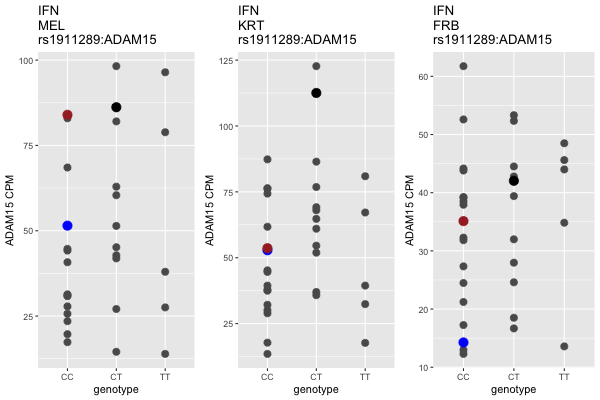 IFN
MEL
rs1911289:ADAM15
ADAM15 CPM
100
75
50
25
CC CT TT
genotype
IFN
KRT
rs1911289:ADAM15
ADAM15 CPM
125
100
75
50
25
CC CT TT
genotype
IFN
FRB
rs1911289:ADAM15
ADAM15 CPM
60
50
40
30
20
10
CC CT TT
genotype